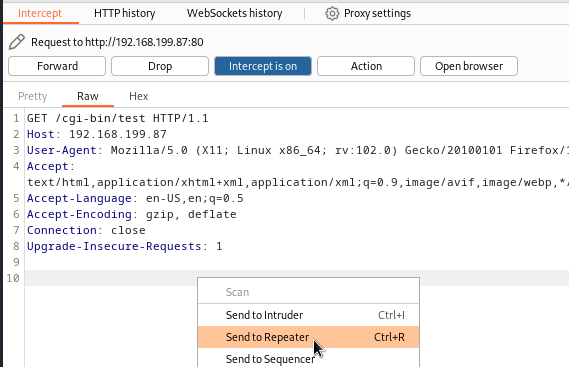 Intercept HTTP history WebSockets history Proxy settings
Request to http://192.168.199.87:80
Forward Drop Intercept is on Action Open browser
Pretty Raw Hex
1 GET /cgi-bin/test HTTP/1.1
2 Host: 192.168.199.87
3 User-Agent: Mozilla/5.0 (X11; Linux x86_64; rv:102.0) Gecko/20100101 Firefox/1
4 Accept:
text/html,application/xhtml+xml,application/xml;q=0.9,image/avif,image/webp,*/
5 Accept-Language: en-US,en;q=0.5
6 Accept-Encoding: gzip, deflate
7 Connection: close
8 Upgrade-Insecure-Requests: 1
9
10
Scan
Send to Intruder Ctrl+I
Send to Repeater Ctrl+R
Send to Sequencer